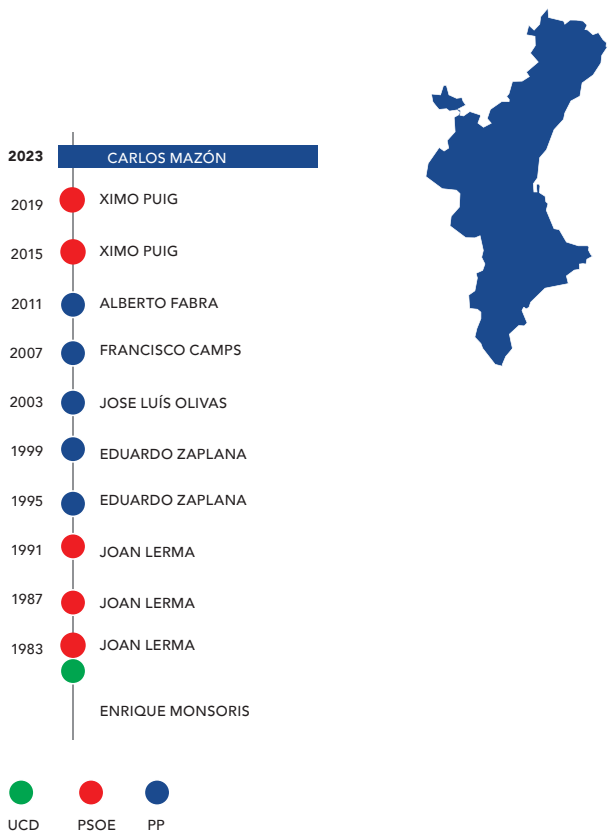 2023 CARLOS MAZÓN
2019 XIMO PUIG
2015 XIMO PUIG
2011 ALBERTO FABRA
2007 FRANCISCO CAMPS
2003 JOSE LUÍS OLIVAS
1999 EDUARDO ZAPLANA
1995 EDUARDO ZAPLANA
1991 JOAN LERMA
1987 JOAN LERMA
1983 JOAN LERMA
ENRIQUE MONSORIS
UCD PSOE PP